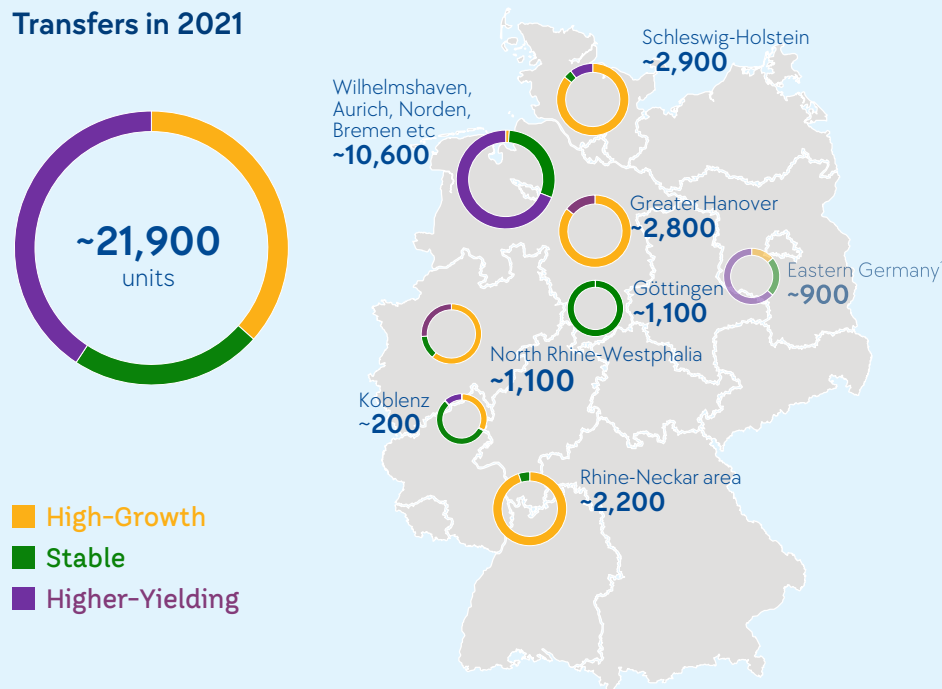 Transfers in 2021
~21,900
units
High-Growth
Stable
Higher-Yielding
Schleswig-Holstein
~2,900
Wilhelmshaven,
Aurich, Norden,
Bremen etc
~10,600
Greater Hanover
~2,800
Eastern Germany
~900
Göttingen
~1,100
North Rhine-Westphalia
~1,100
Koblenz
~200
Rhine-Neckar area
~2,200